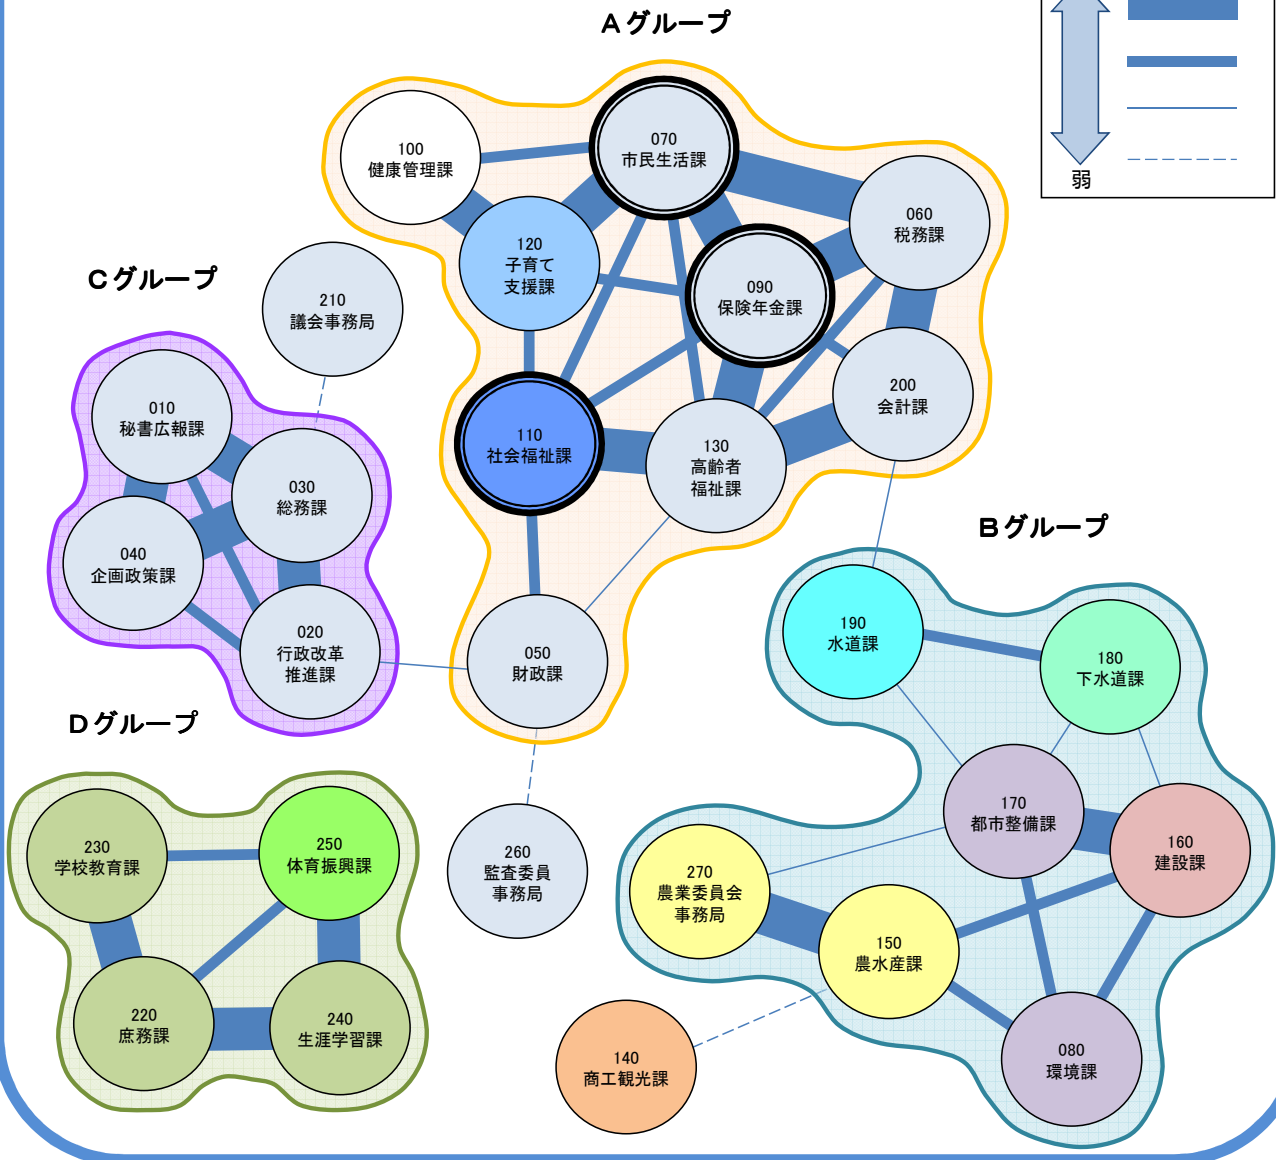 Aグループ
弱
100
健康管理課
070
市民生活課
060
税務課
120
子育て
支援課
090
保険年金課
Cグループ
210
議会事務局
200
会計課
010
秘書広報課
110
社会福祉課
130
高齢者
福祉課
030
総務課
040
企画政策課
Bグループ
020
行政改革
推進課
050
財政課
190
水道課
180
下水道課
Dグループ
230
学校教育課
250
体育振興課
260
監査委員
事務局
270
農業委員会
事務局
170
都市整備課
160
建設課
150
農水産課
220
庶務課
240
生涯学習課
140
商工観光課
080
環境課